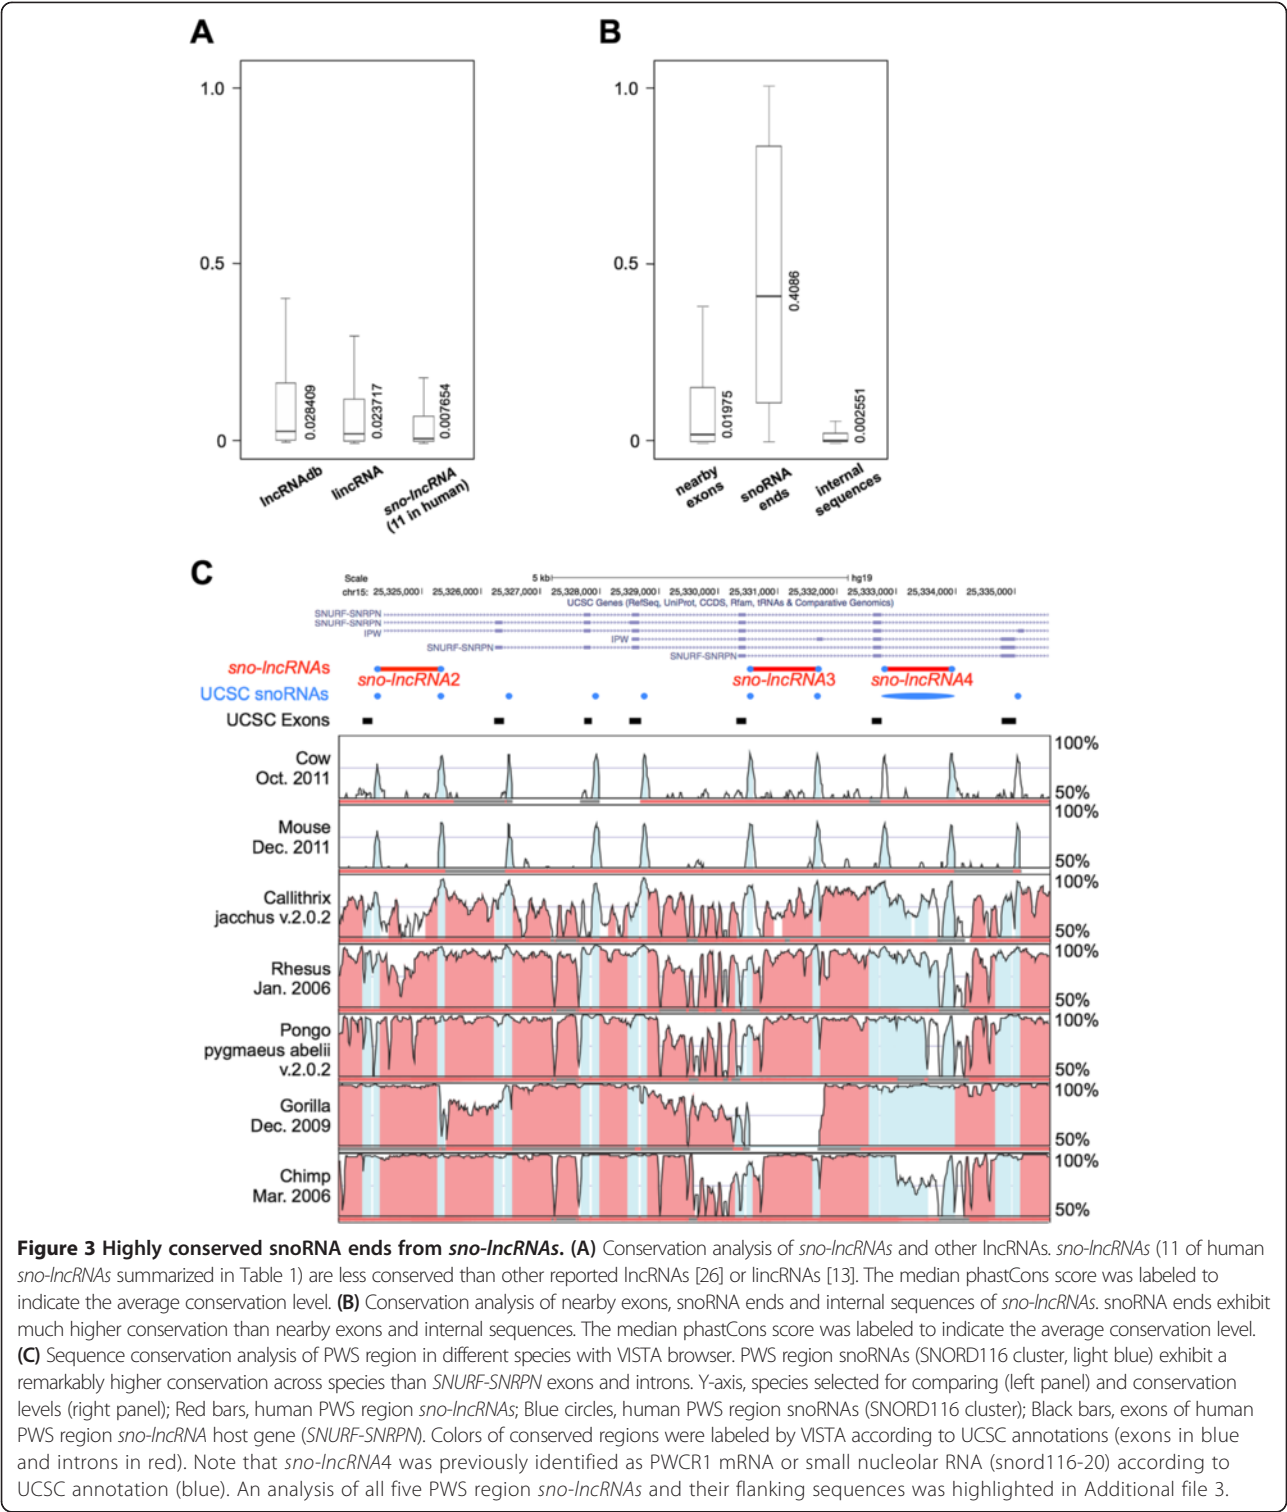 A
1.0
0.5
0
0.028409
0.023717
0.007654
lncRNAdb
lincRNA
sno-lncRNA
(11 in human)
B
1.0
0.5
0
0.01975
0.4086
0.002551
nearby
exons
snoRNA
ends
internal
sequences
C
Scale
5 kb
hg19
chr15:
25,325,000
25,326,000
25,327,000
25,328,000
25,329,000
25,330,000
25,331,000
25,332,000
25,333,000
25,334,000
25,335,000
UCSC Genes (RefSeq, UniProt, CCDS, Rfam, tRNAs & Comparative Genomics)
SNURF-SNRPN
SNURF-SNRPN
IPW
IPW
SNURF-SNRPN
SNURF-SNRPN
sno-lncRNAs
sno-lncRNA2
sno-lncRNA3
sno-lncRNA4
UCSC snoRNAs
UCSC Exons
Cow
Oct. 2011
100%
50%
Mouse
Dec. 2011
100%
50%
Callithrix
jacchus v.2.0.2
100%
50%
Rhesus
Jan. 2006
100%
50%
Pongo
pygmaeus abelii
v.2.0.2
100%
50%
Gorilla
Dec. 2009
100%
50%
Chimp
Mar. 2006
100%
50%
Figure 3 Highly conserved snoRNA ends from sno-lncRNAs. (A) Conservation analysis of sno-lncRNAs and other lncRNAs. sno-lncRNAs (11 of human
sno-lncRNAs summarized in Table 1) are less conserved than other reported lncRNAs [26] or lincRNAs [13]. The median phastCons score was labeled to
indicate the average conservation level. (B) Conservation analysis of nearby exons, snoRNA ends and internal sequences of sno-lncRNAs. snoRNA ends exhibit
much higher conservation than nearby exons and internal sequences. The median phastCons score was labeled to indicate the average conservation level.
(C) Sequence conservation analysis of PWS region in different species with VISTA browser. PWS region snoRNAs (SNORD116 cluster, light blue) exhibit a
remarkably higher conservation across species than SNURF-SNRPN exons and introns. Y-axis, species selected for comparing (left panel) and conservation
levels (right panel); Red bars, human PWS region sno-lncRNAs; Blue circles, human PWS region snoRNAs (SNORD116 cluster); Black bars, exons of human
PWS region sno-lncRNA host gene (SNURF-SNRPN). Colors of conserved regions were labeled by VISTA according to UCSC annotations (exons in blue
and introns in red). Note that sno-lncRNA4 was previously identified as PWCR1 mRNA or small nucleolar RNA (snord116-20) according to
UCSC annotation (blue). An analysis of all five PWS region sno-lncRNAs and their flanking sequences was highlighted in Additional file 3.